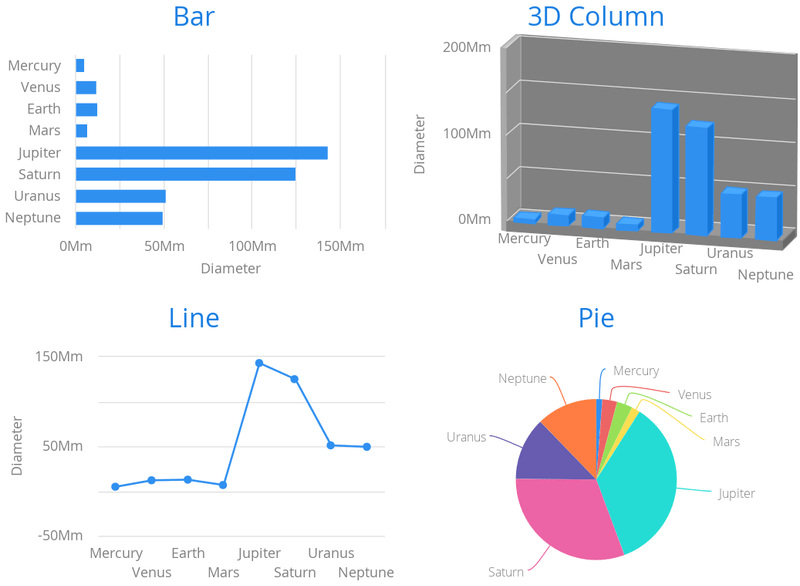 Bar
Mercury
Venus
Earth
Mars
Jupiter
Saturn
Uranus
Neptune
0Mm 50Mm 100Mm 150Mm
Diameter
3D Column
200Mm
100Mm
0Mm
Diameter
Mercury Earth Jupiter Uranus
Venus Mars Saturn Neptune
Line
150Mm
50Mm
-50Mm
Diameter
Mercury Earth Jupiter Uranus
Venus Mars Saturn Neptune
Pie
Mercury
Venus
Earth
Mars
Jupiter
Saturn
Uranus
Neptune